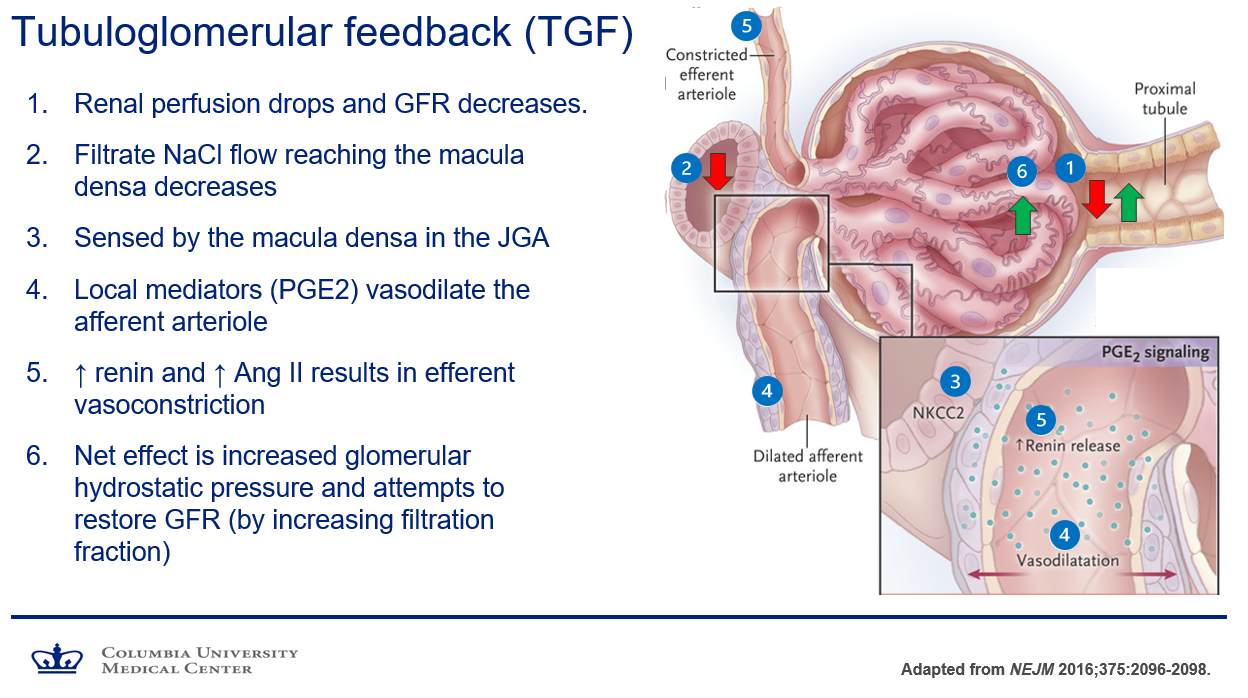 Tubuloglomerular feedback (TGF)
1. Renal perfusion drops and GFR decreases.
2. Filtrate NaCl flow reaching the macula
densa decreases
3. Sensed by the macula densa in the JGA
4. Local mediators (PGE2) vasodilate the
afferent arteriole
5. ↑ renin and ↑ Ang II results in efferent
vasoconstriction
6. Net effect is increased glomerular
hydrostatic pressure and attempts to
restore GFR (by increasing filtration
fraction)
5
Constricted
efferent
arteriole
Proximal
tubule
2
6
1
4
Dilated afferent
arteriole
PGE₂ signaling
3
NKCC2
5
↑Renin release
4
Vasodilatation
COLUMBIA UNIVERSITY
MEDICAL CENTER
Adapted from NEJM 2016;375:2096-2098.